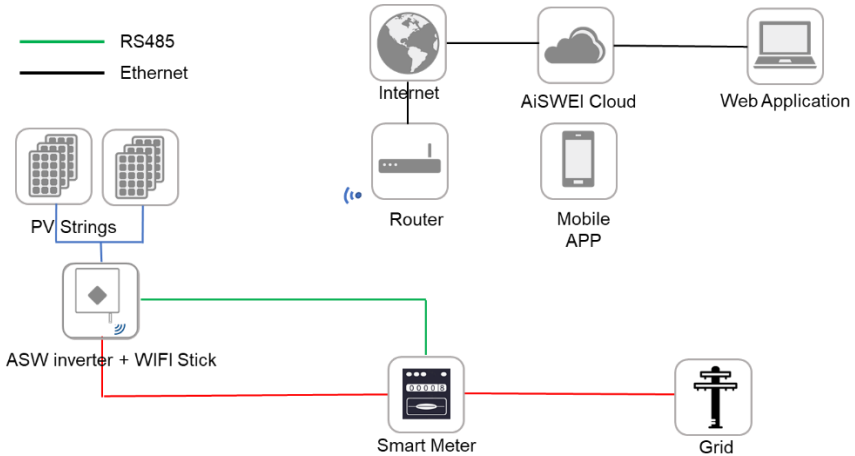 RS485
Ethernet
Internet
AiSWEI Cloud
Web Application
PV Strings
Router
Mobile
APP
ASW inverter + WIFI Stick
00008
Smart Meter
Grid